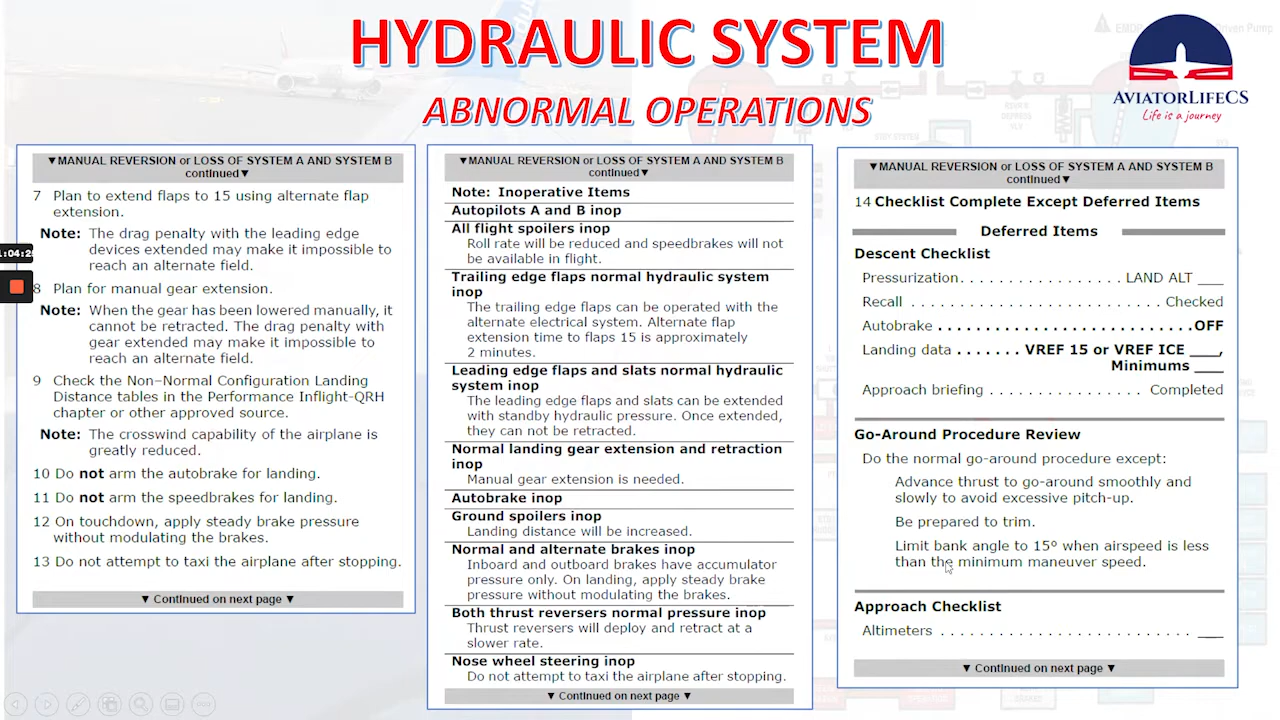 HYDRAULIC SYSTEM
ABNORMAL OPERATIONS
AVIATORLIFECS
Life is a journey
▼MANUAL REVERSION or LOSS OF SYSTEM A AND SYSTEM B
continued▼
7 Plan to extend flaps to 15 using alternate flap
extension.
Note: The drag penalty with the leading edge
devices extended may make it impossible to
reach an alternate field.
8 Plan for manual gear extension.
Note: When the gear has been lowered manually, it
cannot be retracted. The drag penalty with
gear extended may make it impossible to
reach an alternate field.
9 Check the Non–Normal Configuration Landing
Distance tables in the Performance Inflight-QRH
chapter or other approved source.
Note: The crosswind capability of the airplane is
greatly reduced.
10 Do not arm the autobrake for landing.
11 Do not arm the speedbrakes for landing.
12 On touchdown, apply steady brake pressure
without modulating the brakes.
13 Do not attempt to taxi the airplane after stopping.
▼ Continued on next page ▼
▼MANUAL REVERSION or LOSS OF SYSTEM A AND SYSTEM B
continued▼
Note: Inoperative Items
Autopilots A and B inop
All flight spoilers inop
Roll rate will be reduced and speedbrakes will not
be available in flight.
Trailing edge flaps normal hydraulic system
inop
The trailing edge flaps can be operated with the
alternate electrical system. Alternate flap
extension time to flaps 15 is approximately
2 minutes.
Leading edge flaps and slats normal hydraulic
system inop
The leading edge flaps and slats can be extended
with standby hydraulic pressure. Once extended,
they can not be retracted.
Normal landing gear extension and retraction
inop
Manual gear extension is needed.
Autobrake inop
Ground spoilers inop
Landing distance will be increased.
Normal and alternate brakes inop
Inboard and outboard brakes have accumulator
pressure only. On landing, apply steady brake
pressure without modulating the brakes.
Both thrust reversers normal pressure inop
Thrust reversers will deploy and retract at a
slower rate.
Nose wheel steering inop
Do not attempt to taxi the airplane after stopping.
▼ Continued on next page ▼
▼MANUAL REVERSION or LOSS OF SYSTEM A AND SYSTEM B
continued▼
14 Checklist Complete Except Deferred Items
Deferred Items
Descent Checklist
Pressurization. . . . . . . . . . . . . . . . . LAND ALT ___
Recall . . . . . . . . . . . . . . . . . . . . . . . . . . Checked
Autobrake . . . . . . . . . . . . . . . . . . . . . . . . . .OFF
Landing data . . . . . . . VREF 15 or VREF ICE ___,
Minimums ___
Approach briefing . . . . . . . . . . . . . . . . Completed
Go-Around Procedure Review
Do the normal go-around procedure except:
Advance thrust to go-around smoothly and
slowly to avoid excessive pitch-up.
Be prepared to trim.
Limit bank angle to 15º when airspeed is less
than the minimum maneuver speed.
Approach Checklist
Altimeters . . . . . . . . . . . . . . . . . . . . . . . . . . ___
▼ Continued on next page ▼